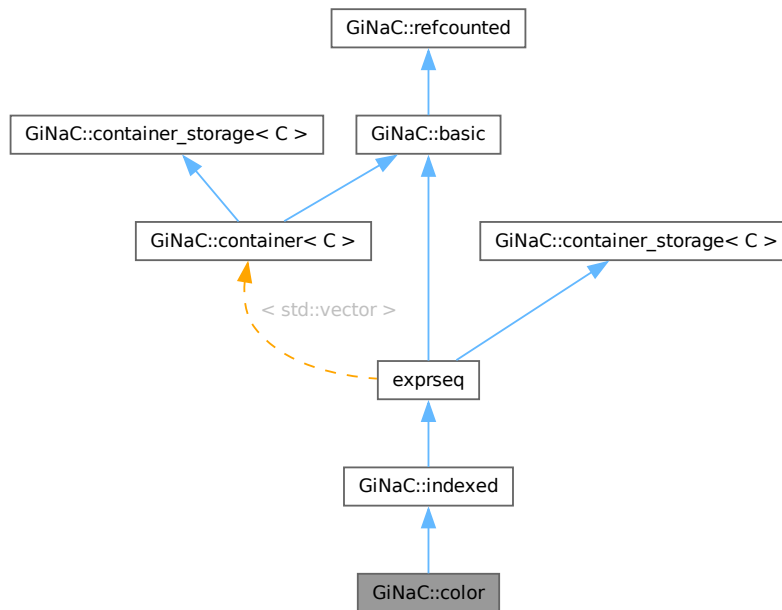 GiNaC::refcounted
GiNaC::container_storage< C >
GiNaC::basic
GiNaC::container< C >
GiNaC::container_storage< C >
< std::vector >
exprseq
GiNaC::indexed
GiNaC::color